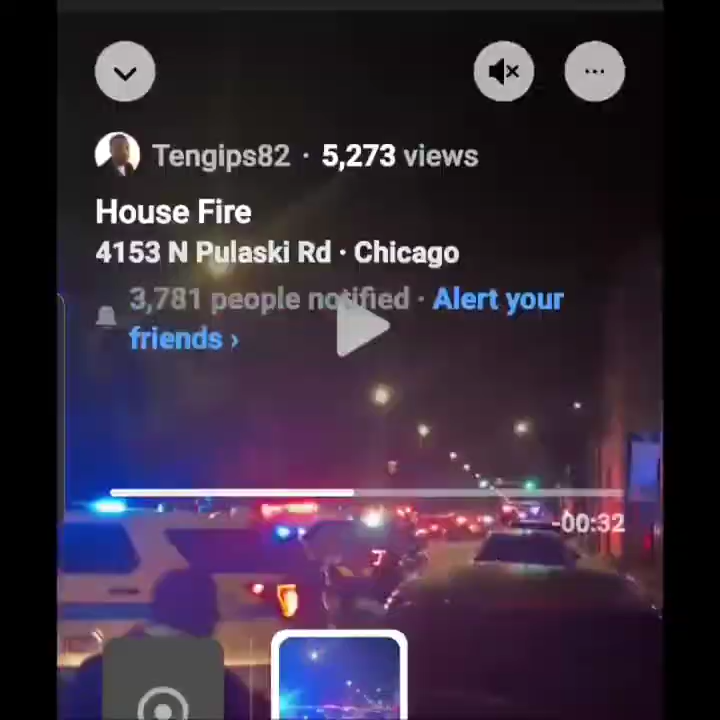 Tengips82 · 5,273 views
House Fire
4153 N Pulaski Rd · Chicago
3,781 people notified · Alert your
friends ›
-00:32